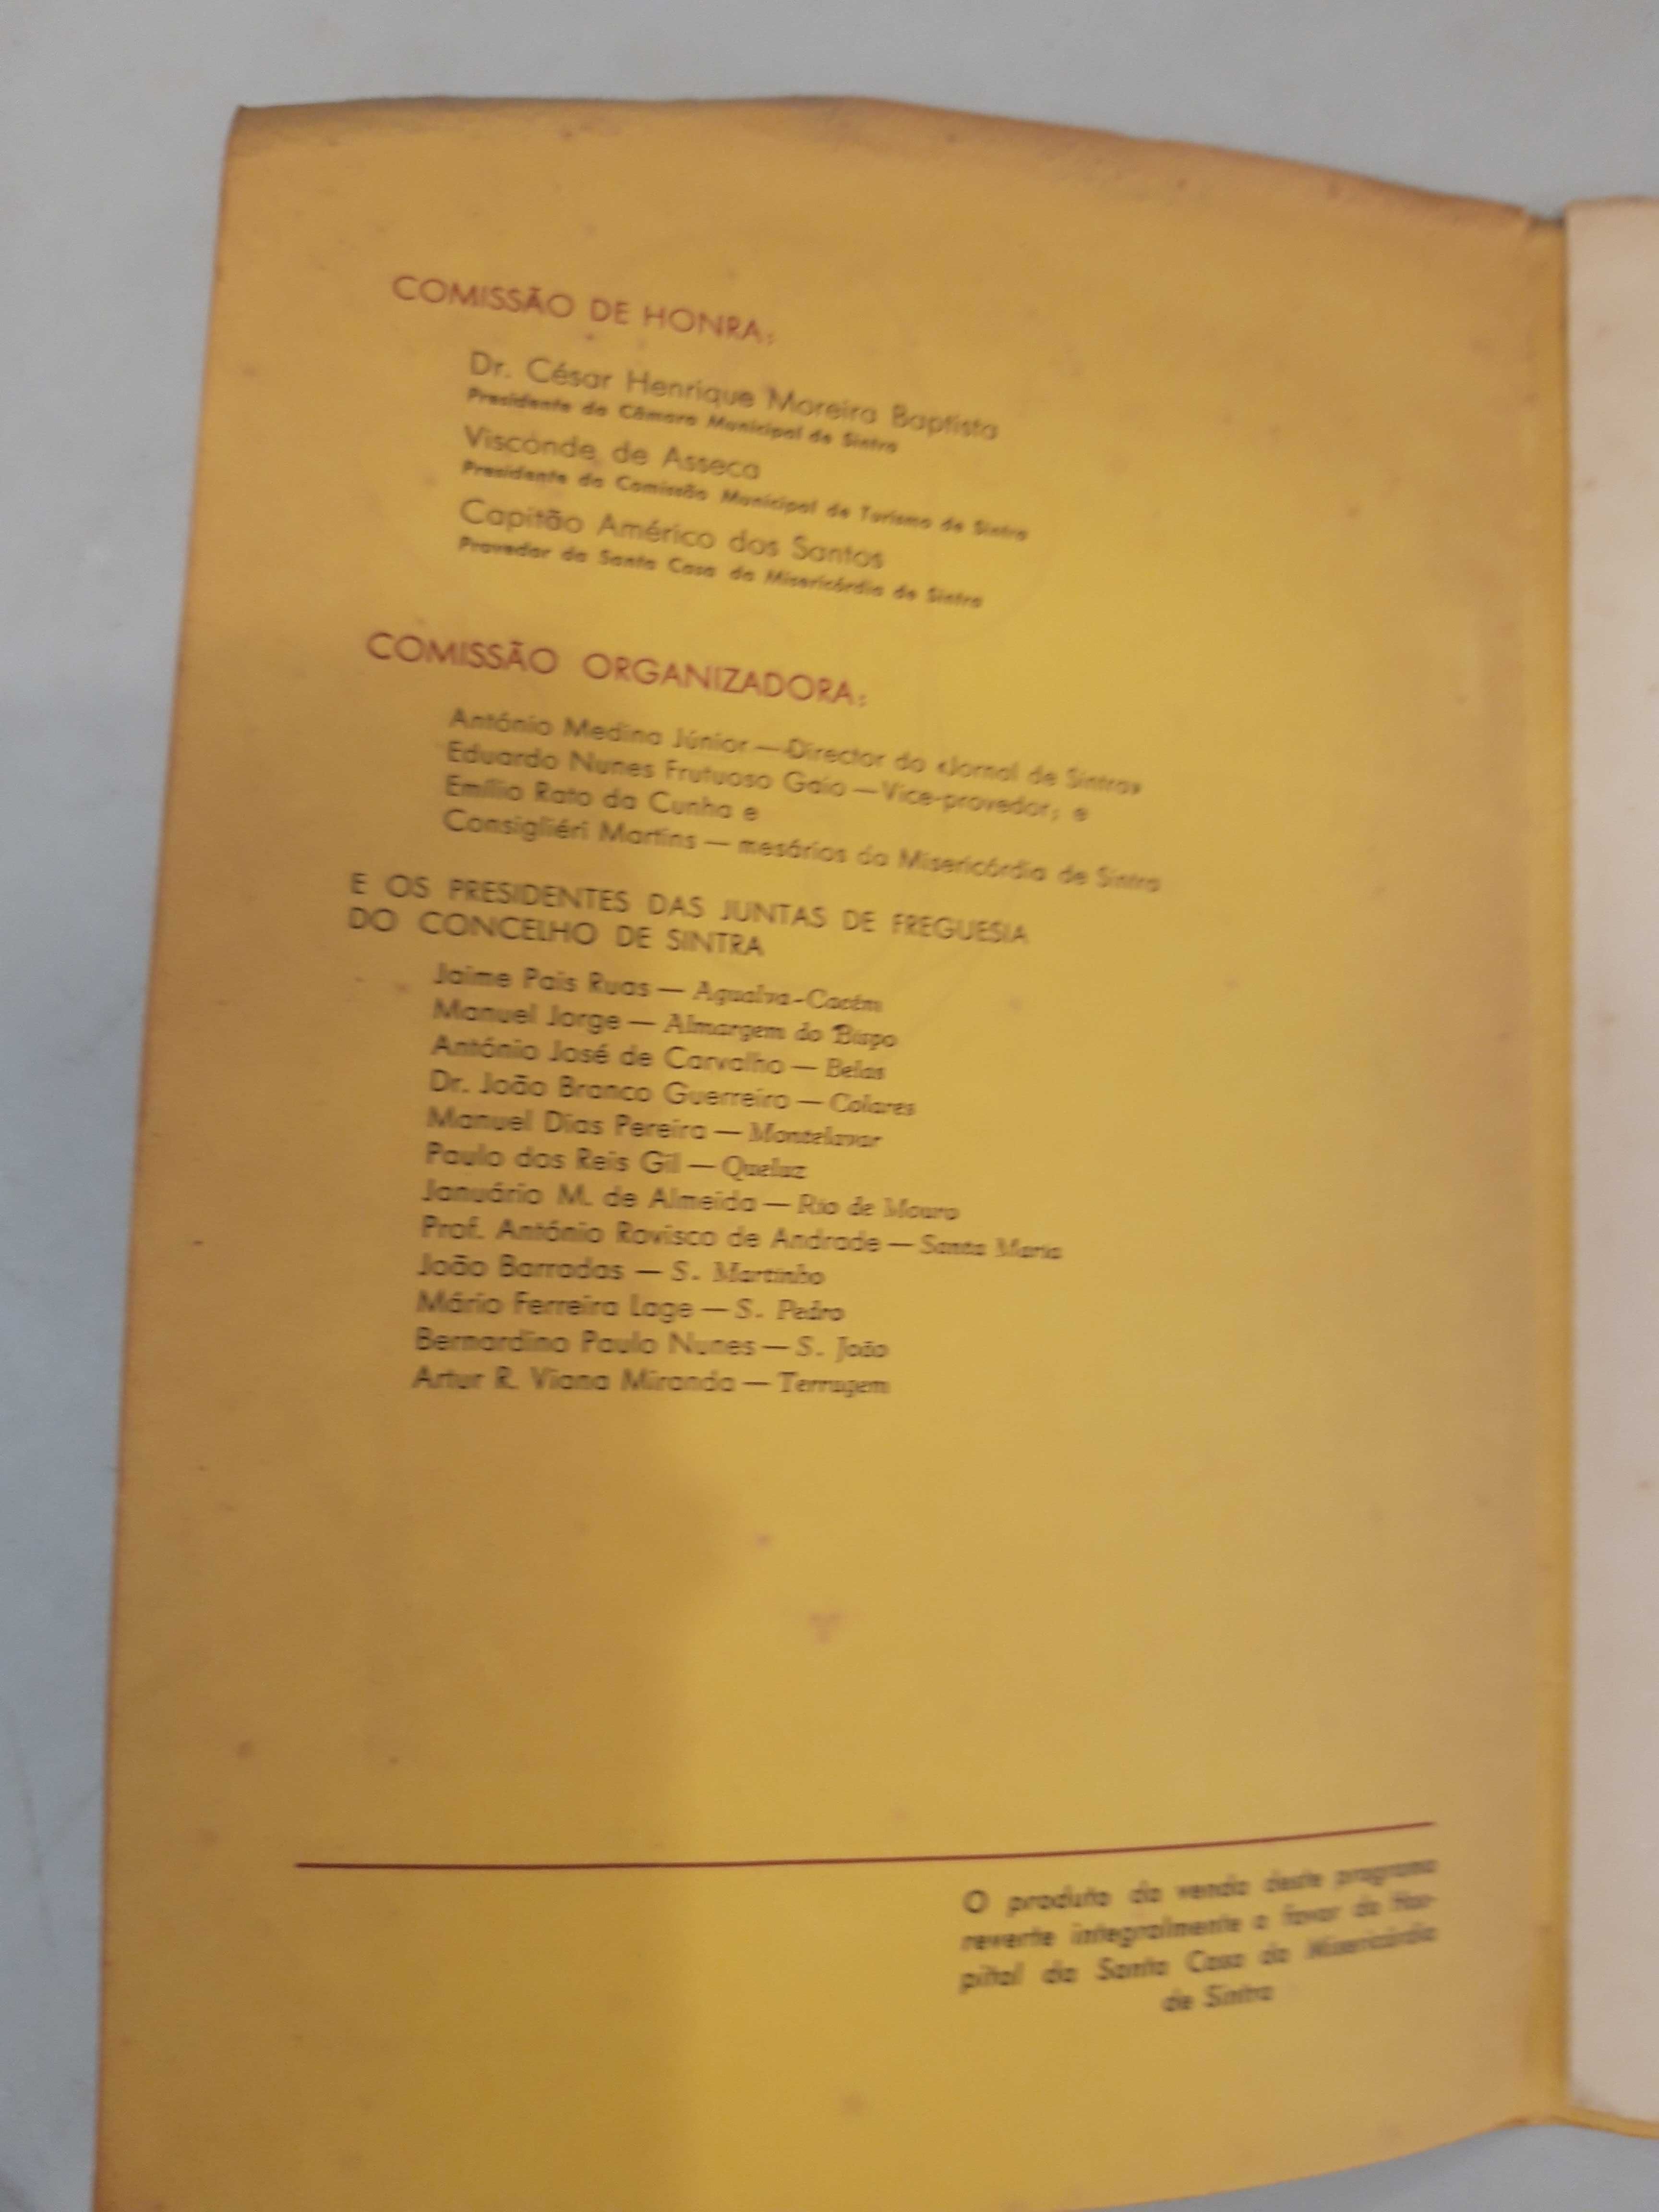 COMISSÃO DE HONRA:
Dr. César Henrique Moreira Baptista
Presidente da Câmara Municipal de Sintra
Visconde de Asseca
Presidente da Comissão Municipal de Turismo de Sintra
Capitão Américo dos Santos
Provedor da Santa Casa da Misericórdia de Sintra
COMISSÃO ORGANIZADORA:
António Medina Júnior — Director do «Jornal de Sintra»
Eduardo Nunes Frutuoso Gaio — Vice-provedor; e
Emílio Rato da Cunha e
Consigliéri Martins — mesários da Misericórdia de Sintra
E OS PRESIDENTES DAS JUNTAS DE FREGUESIA
DO CONCELHO DE SINTRA
Jaime Pais Ruas — Agualva-Cacém
Manuel Jorge — Almargem do Bispo
António José de Carvalho — Belas
Dr. João Branco Guerreiro — Colares
Manuel Dias Pereira — Montelavar
Paulo dos Reis Gil — Queluz
Januário M. de Almeida — Rio de Mouro
Prof. António Rovisco de Andrade — Santa Maria
João Barradas — S. Martinho
Mário Ferreira Lage — S. Pedro
Bernardino Paulo Nunes — S. João
Artur R. Viana Miranda — Terrugem
O produto da venda deste programa
reverte integralmente a favor do Hos-
pital da Santa Casa da Misericórdia
de Sintra